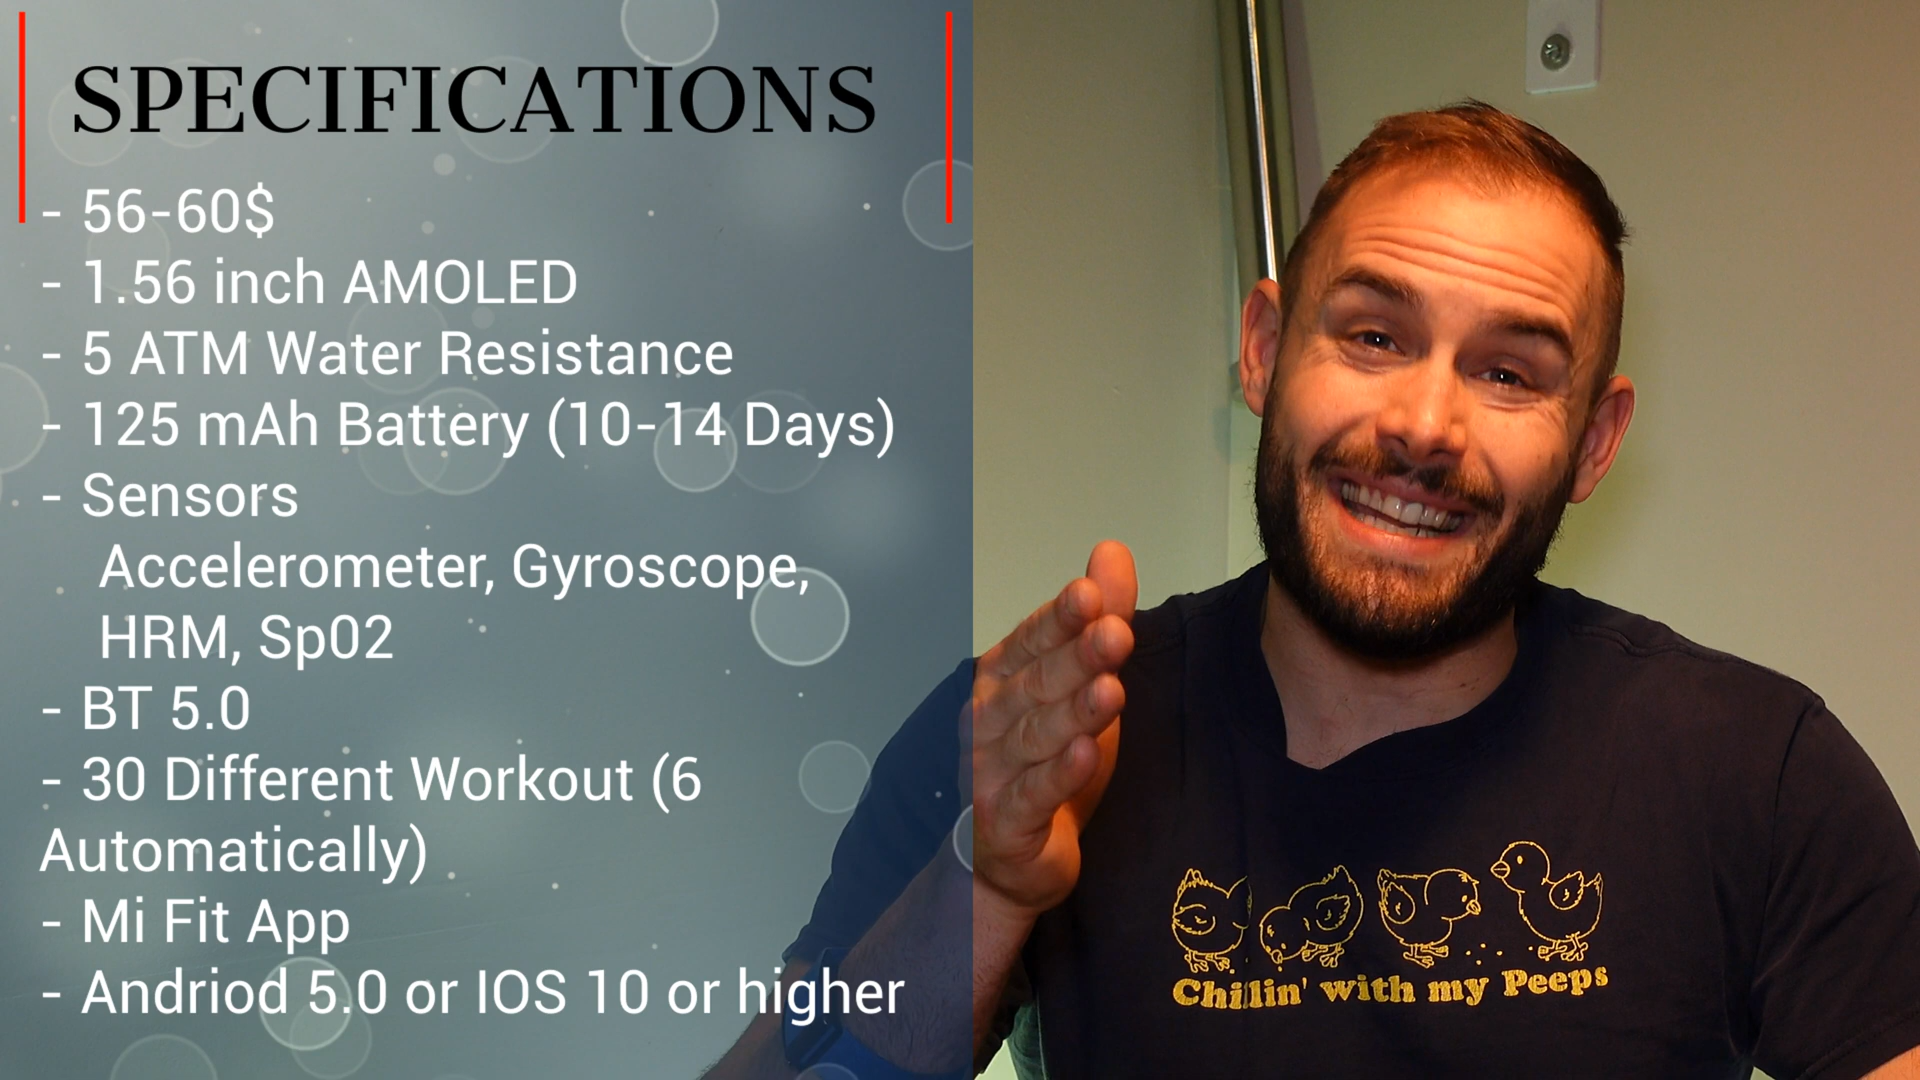 SPECIFICATIONS
- 56-60$
- 1.56 inch AMOLED
- 5 ATM Water Resistance
- 125 mAh Battery (10-14 Days)
- Sensors
Accelerometer, Gyroscope,
HRM, Sp02
- BT 5.0
- 30 Different Workout (6
Automatically)
- Mi Fit App
- Andriod 5.0 or IOS 10 or higher
Chillin' with my Peeps